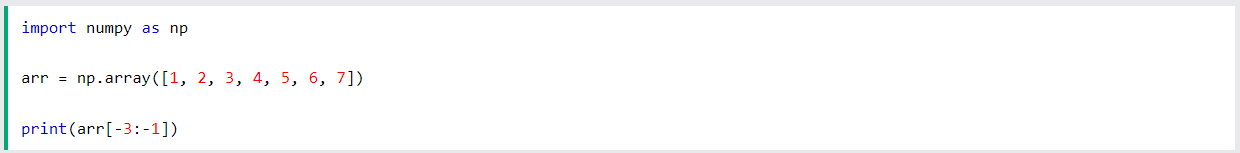 import numpy as np
arr = np.array([1, 2, 3, 4, 5, 6, 7])
print(arr[-3:-1])